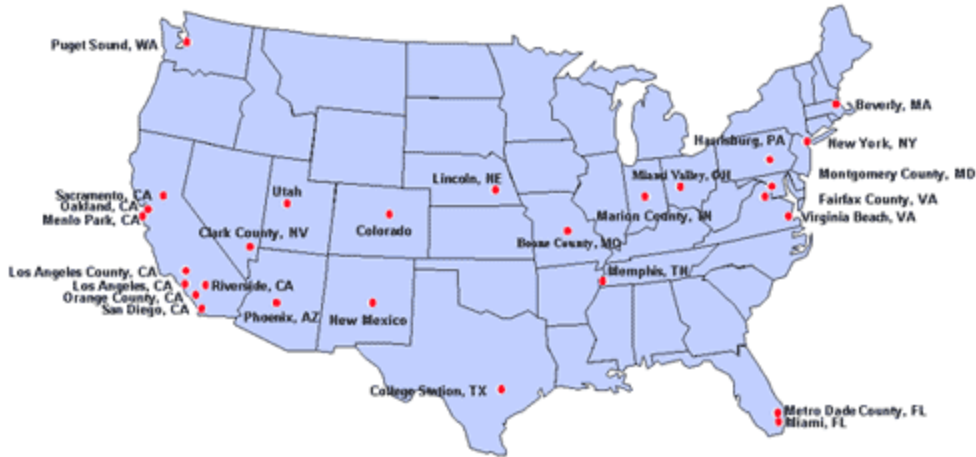 Puget Sound, WA
Beverly, MA
Harrisburg, PA
New York, NY
Miami Valley, OH
Montgomery County, MD
Lincoln, NE
Sacramento, CA
Utah
Fairfax County, VA
Oakland, CA
Menlo Park, CA
Marion County, IN
Virginia Beach, VA
Clark County, NV
Colorado
Boone County, MO
Los Angeles County, CA
Memphis, TN
Los Angeles, CA
Riverside, CA
Orange County, CA
San Diego, CA
Phoenix, AZ
New Mexico
College Station, TX
Metro Dade County, FL
Miami, FL